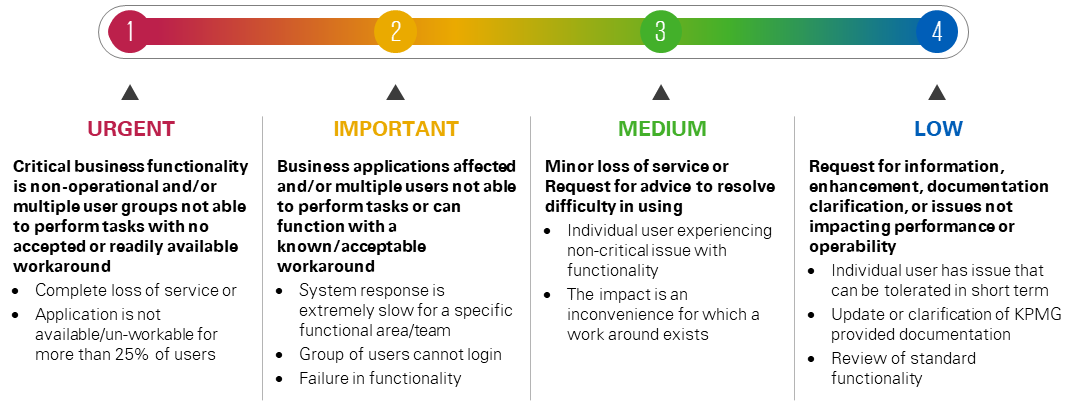 1
2
3
4
URGENT
Critical business functionality
is non-operational and/or
multiple user groups not able
to perform tasks with no
accepted or readily available
workaround
• Complete loss of service or
• Application is not
available/un-workable for
more than 25% of users
IMPORTANT
Business applications affected
and/or multiple users not able
to perform tasks or can
function with a
known/acceptable
workaround
• System response is
extremely slow for a specific
functional area/team
• Group of users cannot login
• Failure in functionality
MEDIUM
Minor loss of service or
Request for advice to resolve
difficulty in using
• Individual user experiencing
non-critical issue with
functionality
• The impact is an
inconvenience for which a
work around exists
LOW
Request for information,
enhancement, documentation
clarification, or issues not
impacting performance or
operability
• Individual user has issue that
can be tolerated in short term
• Update or clarification of KPMG
provided documentation
• Review of standard
functionality